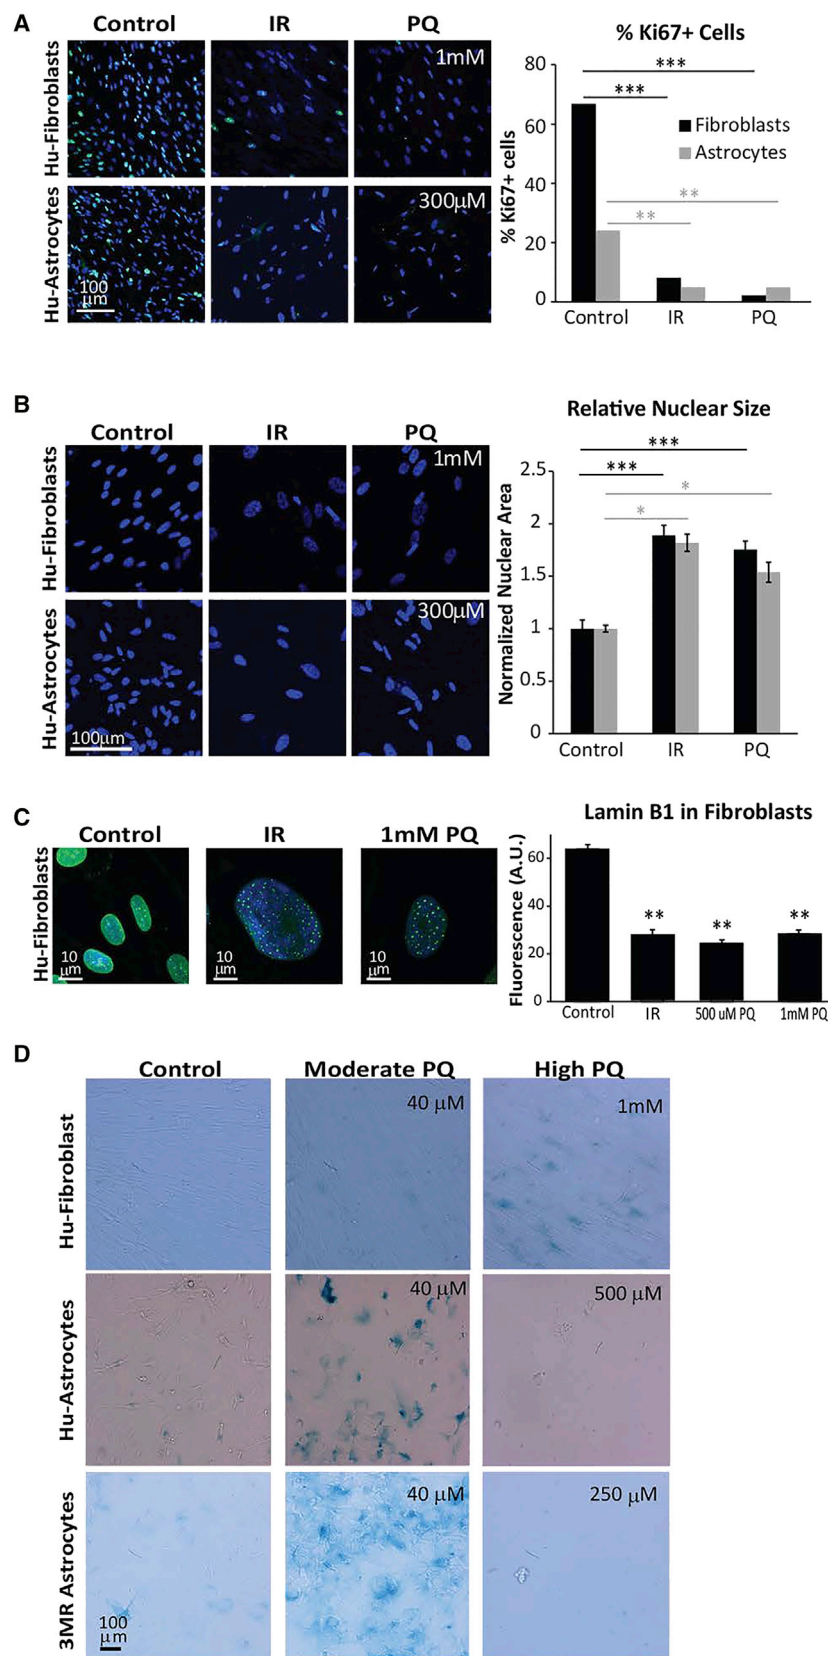 A
Control
IR
PQ
Hu-Fibroblasts
1mM
Hu-Astrocytes
300µM
100
µm
% Ki67+ Cells
% Ki67+ cells
80
60
40
20
0
***
***
Fibroblasts
Astrocytes
**
**
Control
IR
PQ
B
Control
IR
PQ
Hu-Fibroblasts
1mM
Hu-Astrocytes
300µM
100µm
Relative Nuclear Size
Normalized Nuclear Area
2.5
2
1.5
1
0.5
0
***
***
*
*
Control
IR
PQ
C
Control
IR
1mM PQ
Hu-Fibroblasts
10
µm
10
µm
10
µm
Lamin B1 in Fibroblasts
Fluorescence (A.U.)
60
40
20
0
**
**
**
Control
IR
500 uM PQ
1mM PQ
D
Control
Moderate PQ
High PQ
Hu-Fibroblast
40 µM
1mM
Hu-Astrocytes
40 µM
500 µM
3MR Astrocytes
40 µM
250 µM
100
µm